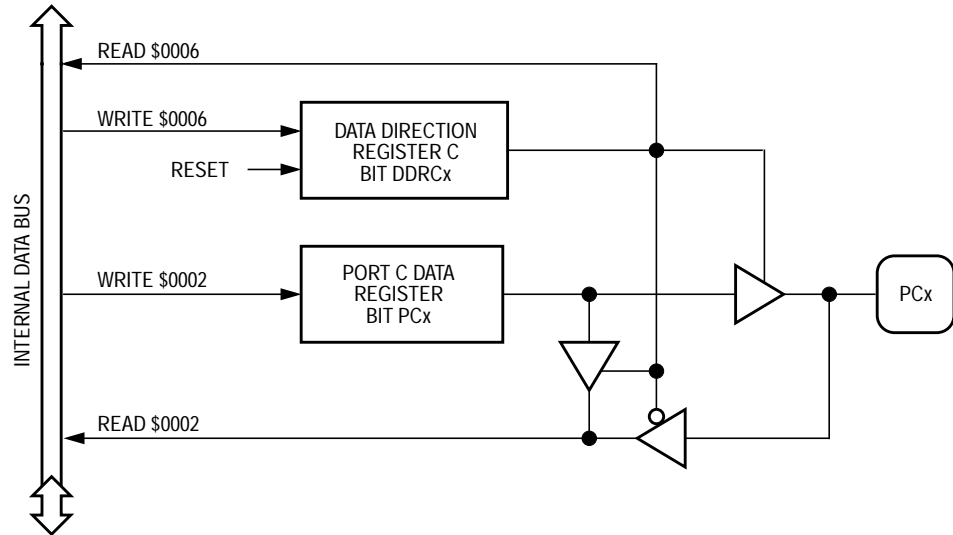 READ $0006
WRITE $0006
DATA DIRECTION
REGISTER C
BIT DDRCx
RESET
INTERNAL DATA BUS
WRITE $0002
PORT C DATA
REGISTER
BIT PCx
PCx
READ $0002